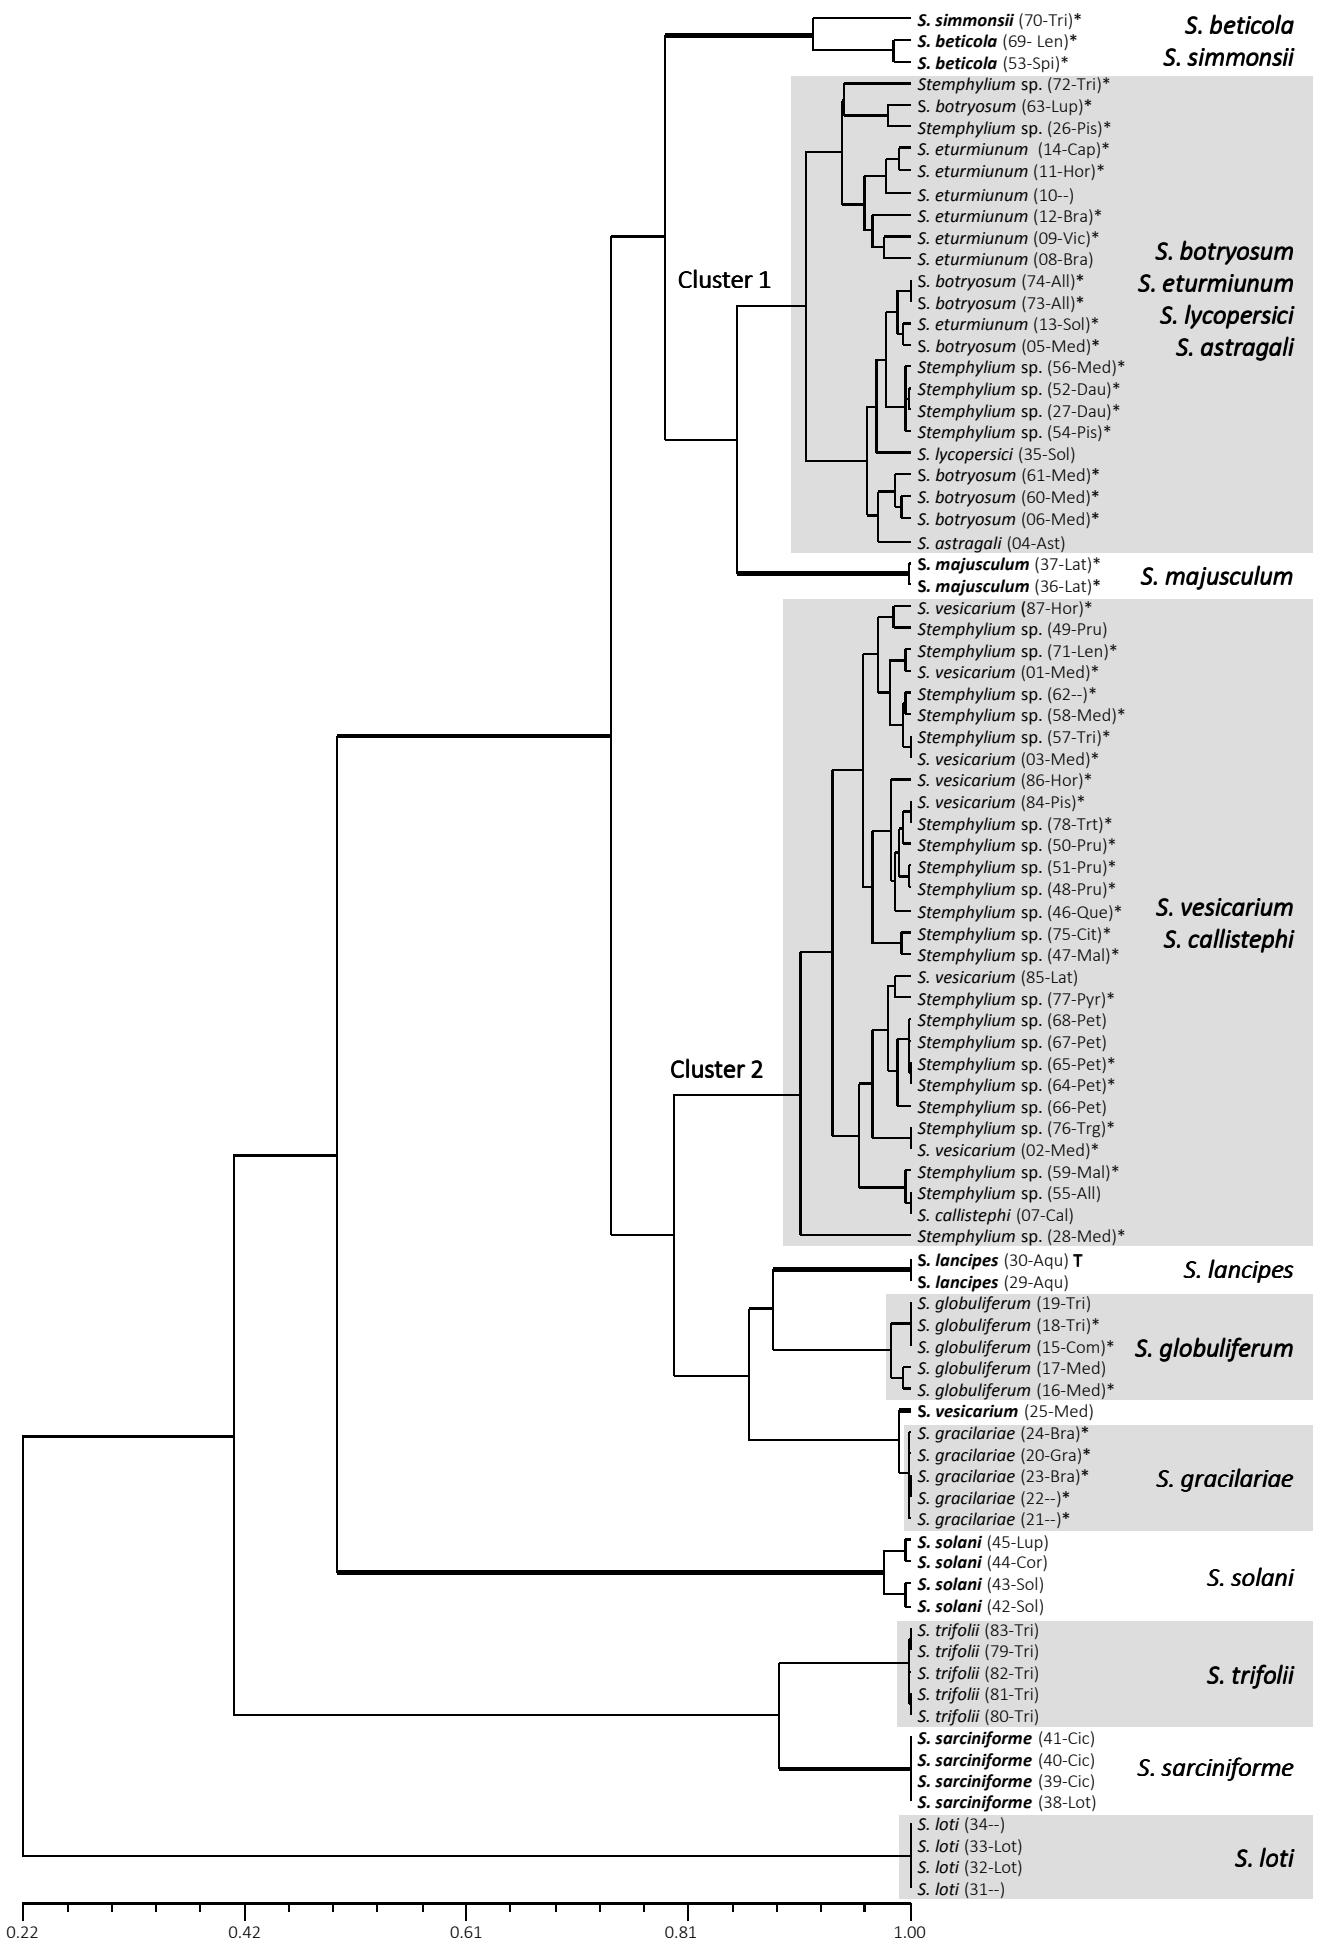 S. simmonsii (70-Tri)*
S. beticola (69- Len)*
S. beticola (53-Spi)*
S. beticola
S. simmonsii
Stemphylium sp. (72-Tri)*
S. botryosum (63-Lup)*
Stemphylium sp. (26-Pis)*
S. eturmiunum (14-Cap)*
S. eturmiunum (11-Hor)*
S. eturmiunum (10--)
S. eturmiunum (12-Bra)*
S. eturmiunum (09-Vic)*
S. eturmiunum (08-Bra)
S. botryosum (74-All)*
S. botryosum (73-All)*
S. eturmiunum (13-Sol)*
S. botryosum (05-Med)*
Stemphylium sp. (56-Med)*
Stemphylium sp. (52-Dau)*
Stemphylium sp. (27-Dau)*
Stemphylium sp. (54-Pis)*
S. lycopersici (35-Sol)
S. botryosum (61-Med)*
S. botryosum (60-Med)*
S. botryosum (06-Med)*
S. astragali (04-Ast)
Cluster 1
S. botryosum
S. eturmiunum
S. lycopersici
S. astragali
S. majusculum (37-Lat)*
S. majusculum (36-Lat)*
S. majusculum
S. vesicarium (87-Hor)*
Stemphylium sp. (49-Pru)
Stemphylium sp. (71-Len)*
S. vesicarium (01-Med)*
Stemphylium sp. (62--)*
Stemphylium sp. (58-Med)*
Stemphylium sp. (57-Tri)*
S. vesicarium (03-Med)*
S. vesicarium (86-Hor)*
S. vesicarium (84-Pis)*
Stemphylium sp. (78-Trt)*
Stemphylium sp. (50-Pru)*
Stemphylium sp. (51-Pru)*
Stemphylium sp. (48-Pru)*
Stemphylium sp. (46-Que)*
Stemphylium sp. (75-Cit)*
Stemphylium sp. (47-Mal)*
S. vesicarium (85-Lat)
Stemphylium sp. (77-Pyr)*
Stemphylium sp. (68-Pet)
Stemphylium sp. (67-Pet)
Stemphylium sp. (65-Pet)*
Stemphylium sp. (64-Pet)*
Stemphylium sp. (66-Pet)
Stemphylium sp. (76-Trg)*
S. vesicarium (02-Med)*
Stemphylium sp. (59-Mal)*
Stemphylium sp. (55-All)
S. callistephi (07-Cal)
Stemphylium sp. (28-Med)*
Cluster 2
S. vesicarium
S. callistephi
S. lancipes (30-Aqu) T
S. lancipes (29-Aqu)
S. lancipes
S. globuliferum (19-Tri)
S. globuliferum (18-Tri)*
S. globuliferum (15-Com)*
S. globuliferum (17-Med)
S. globuliferum (16-Med)*
S. globuliferum
S. vesicarium (25-Med)
S. gracilariae (24-Bra)*
S. gracilariae (20-Gra)*
S. gracilariae (23-Bra)*
S. gracilariae (22--)*
S. gracilariae (21--)*
S. gracilariae
S. solani (45-Lup)
S. solani (44-Cor)
S. solani (43-Sol)
S. solani (42-Sol)
S. solani
S. trifolii (83-Tri)
S. trifolii (79-Tri)
S. trifolii (82-Tri)
S. trifolii (81-Tri)
S. trifolii (80-Tri)
S. trifolii
S. sarciniforme (41-Cic)
S. sarciniforme (40-Cic)
S. sarciniforme (39-Cic)
S. sarciniforme (38-Lot)
S. sarciniforme
S. loti (34--)
S. loti (33-Lot)
S. loti (32-Lot)
S. loti (31--)
S. loti
0.22 0.42 0.61 0.81 1.00